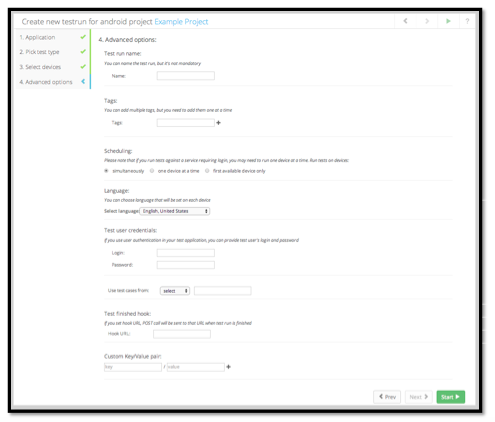 Create new testrun for android project Example Project
?
1. Application
2. Pick test type
3. Select devices
4. Advanced options
4. Advanced options:
Test run name:
You can name the test run, but it's not mandatory
Name:
Tags:
You can add multiple tags, but you need to add them one at a time
Tags:
Scheduling:
Please note that if you run tests against a service requiring login, you may need to run one device at a time. Run tests on devices:
simultaneously one device at a time first available device only
Language:
You can choose language that will be set on each device
Select language: English, United States
Test user credentials:
If you use user authentication in your test application, you can provide test user's login and password
Login:
Password:
Use test cases from: select
Test finished hook:
If you set hook URL, POST call will be sent to that URL when test run is finished
Hook URL:
Custom Key/Value pair:
key / value
Prev Next Start